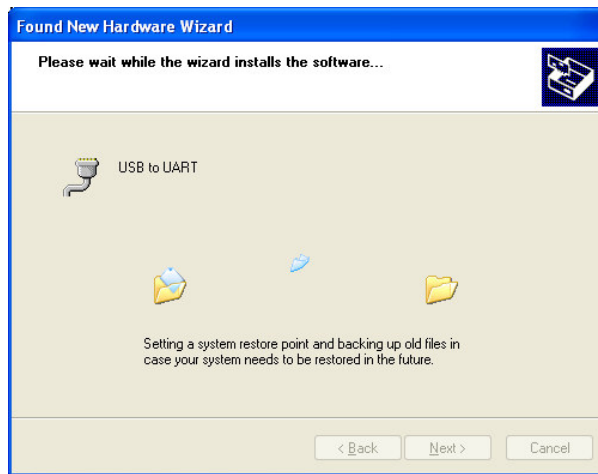 Found New Hardware Wizard
Please wait while the wizard installs the software...
USB to UART
Setting a system restore point and backing up old files in
case your system needs to be restored in the future.
< Back
Next >
Cancel